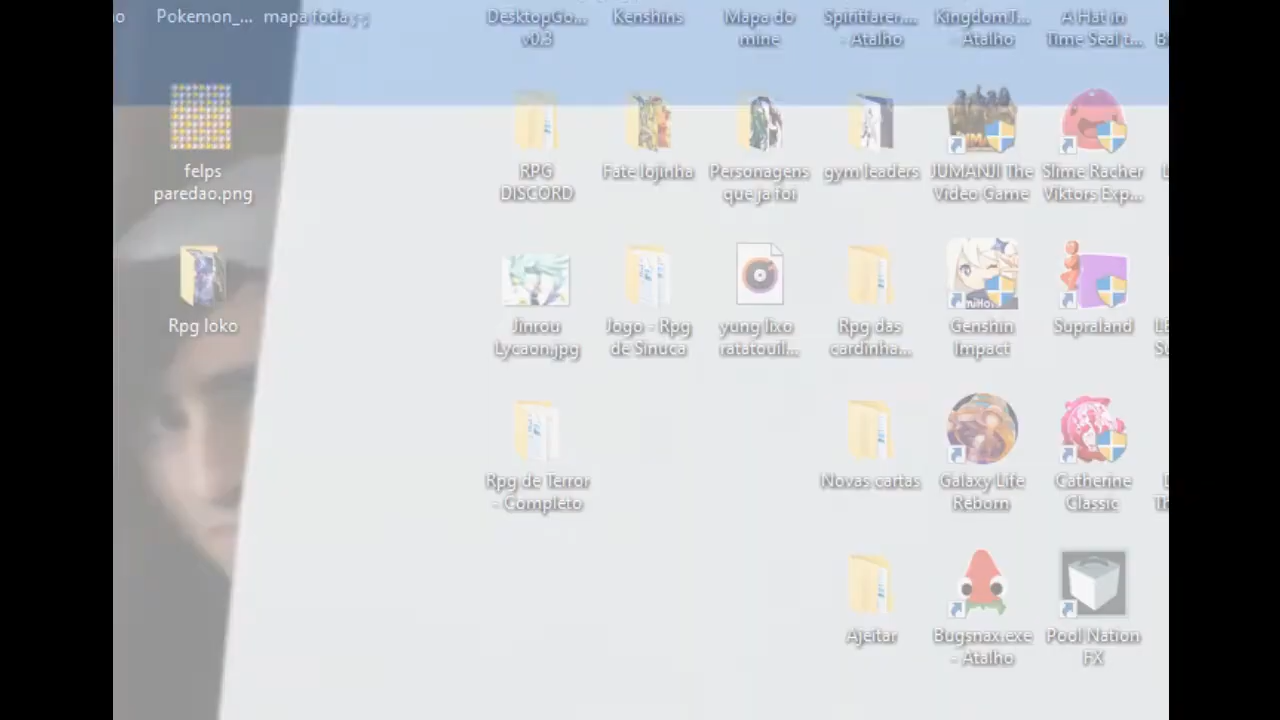 Pokemon_...
mapa foda ; ;
DesktopGo...
v0.3
Kenshins
Mapa do
mine
Spiritfarer...
- Atalho
KingdomT...
- Atalho
A Hat in
Time Seal t...
felps
paredao.png
RPG
DISCORD
Fate lojinha
Personagens
que ja foi
gym leaders
JUMANJI The
Video Game
Slime Racher
Viktors Exp...
Rpg loko
Jinrou
Lycaon.jpg
Jogo - Rpg
de Sinuca
yung lixo
ratatouil...
Rpg das
cardinha...
Genshin
Impact
Supraland
Rpg de Terror
- Completo
Novas cartas
Galaxy Life
Reborn
Catherine
Classic
Ajeitar
Bugsnax.exe
- Atalho
Pool Nation
FX